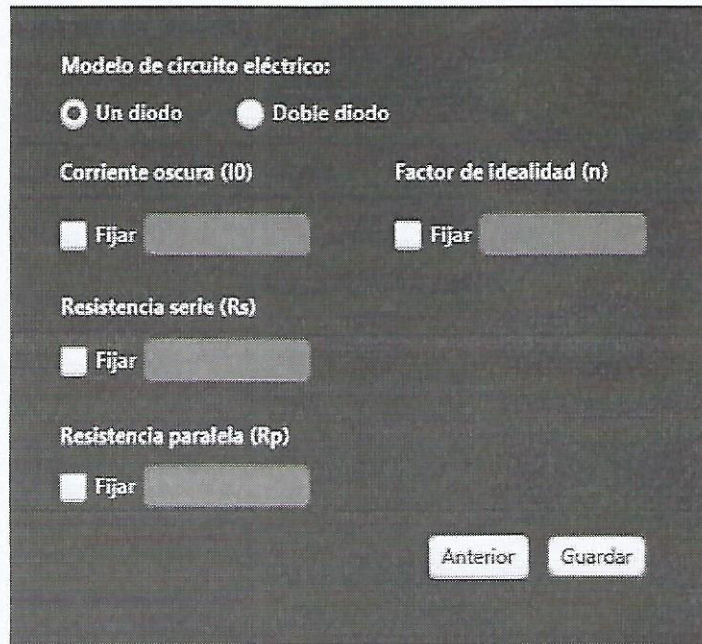 Modelo de circuito eléctrico:
Un diodo Doble diodo
Corriente oscura (I0) Factor de idealidad (n)
Fijar Fijar
Resistencia serie (Rs)
Fijar
Resistencia paralela (Rp)
Fijar
Anterior Guardar